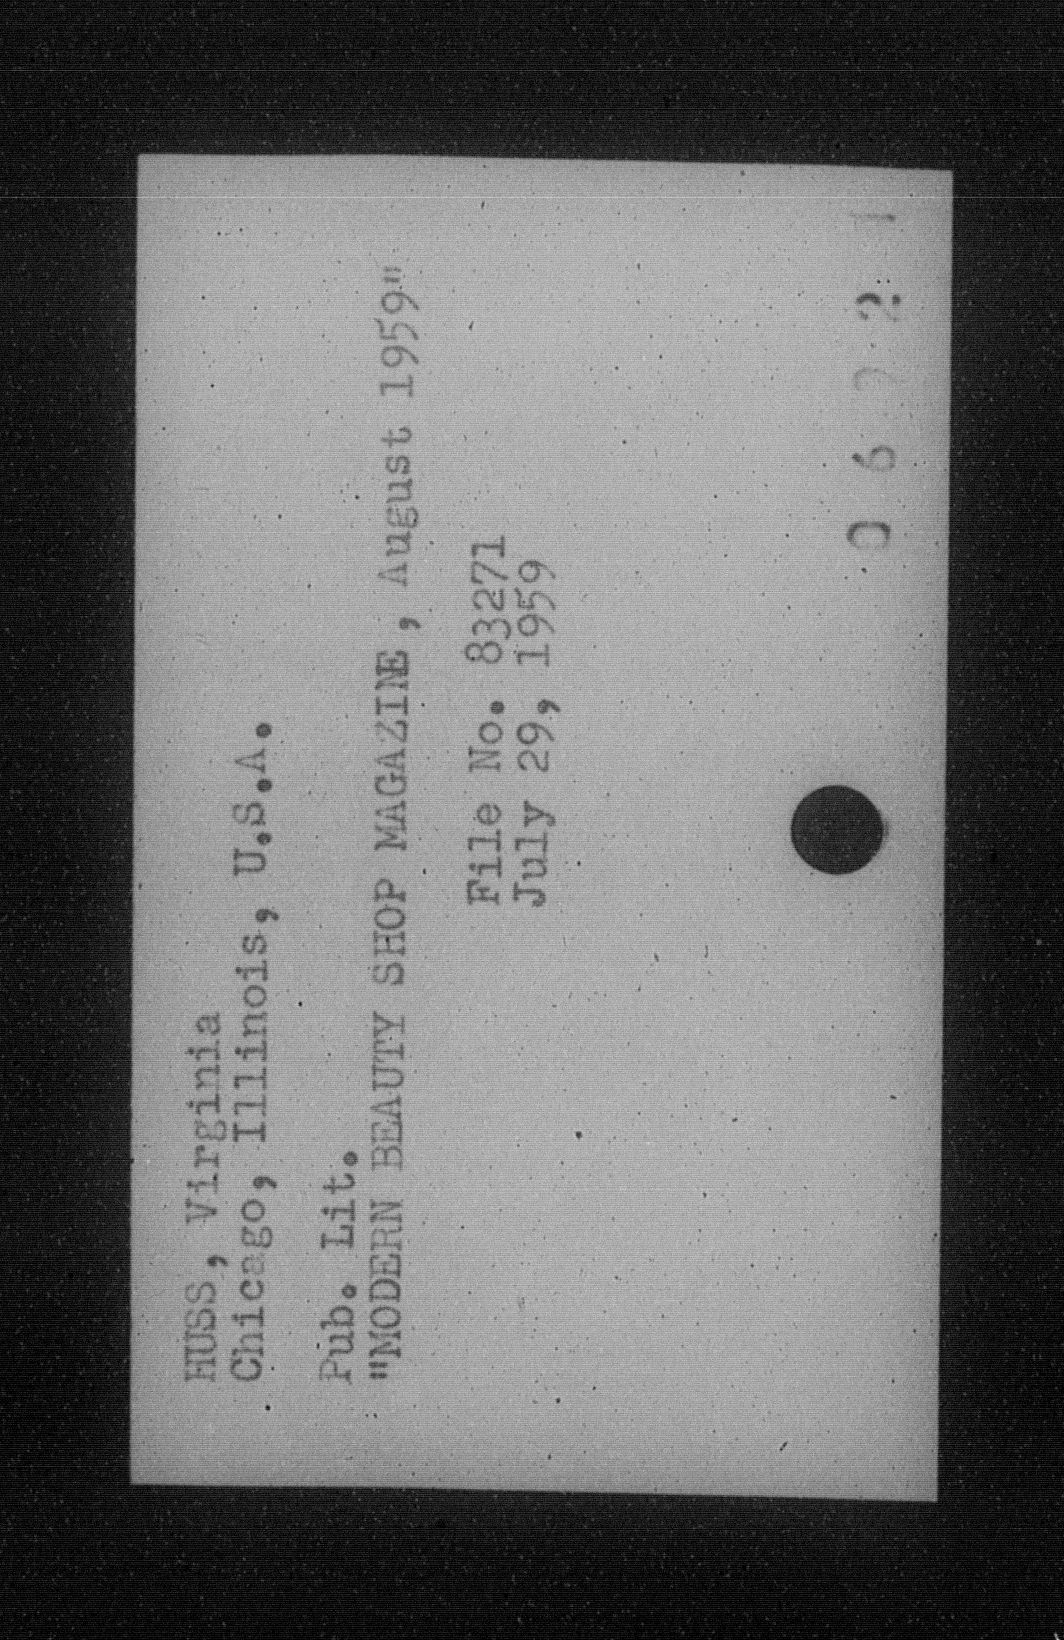 HUSS, Virginia
Chicago, Illinois, U.S.A.
Pub. Lit.
"MODERN BEAUTY SHOP MAGAZINE, August 1959"
File No. 83271
July 29, 1959